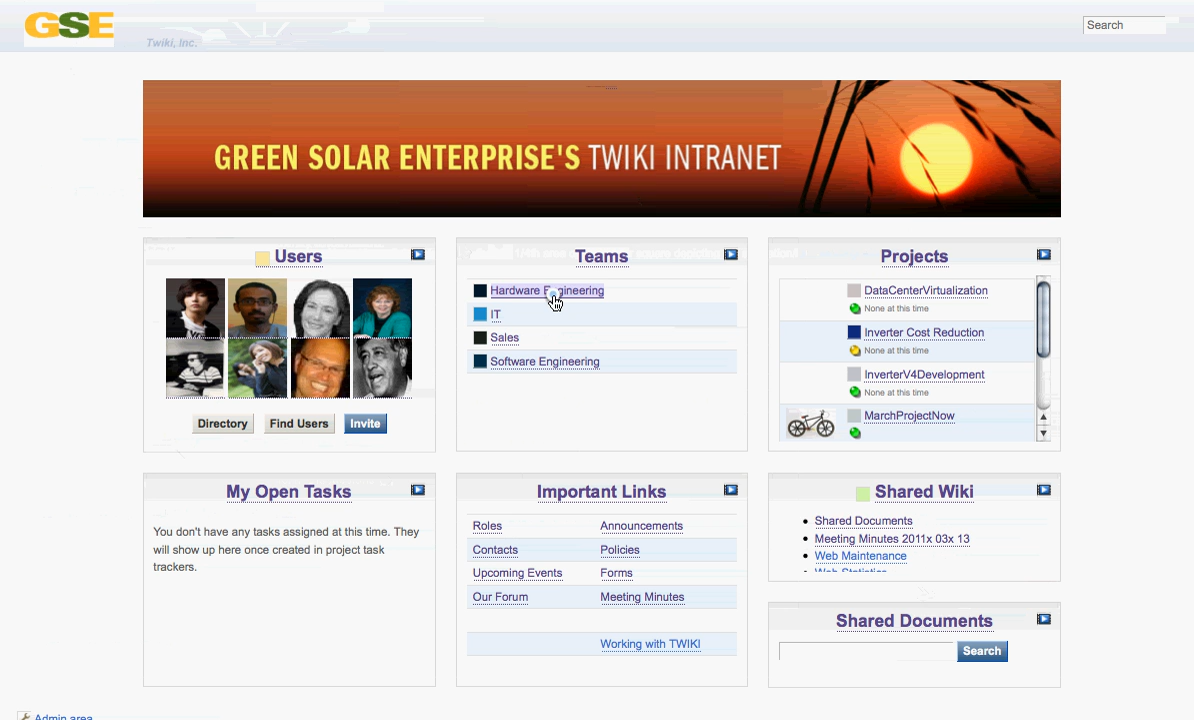 GSE
Twiki, Inc.
Search
GREEN SOLAR ENTERPRISE'S TWIKI INTRANET
Users
Directory
Find Users
Invite
Teams
Hardware Engineering
IT
Sales
Software Engineering
Projects
DataCenterVirtualization
None at this time
Inverter Cost Reduction
None at this time
InverterV4Development
None at this time
MarchProjectNow
My Open Tasks
You don't have any tasks assigned at this time. They
will show up here once created in project task
trackers.
Important Links
Roles Announcements
Contacts Policies
Upcoming Events Forms
Our Forum Meeting Minutes
Working with TWIKI
Shared Wiki
Shared Documents
Meeting Minutes 2011x 03x 13
Web Maintenance
Web Statistics
Shared Documents
Search
Admin area